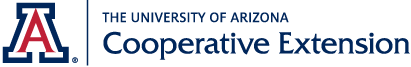 A®
THE UNIVERSITY OF ARIZONA
Cooperative Extension